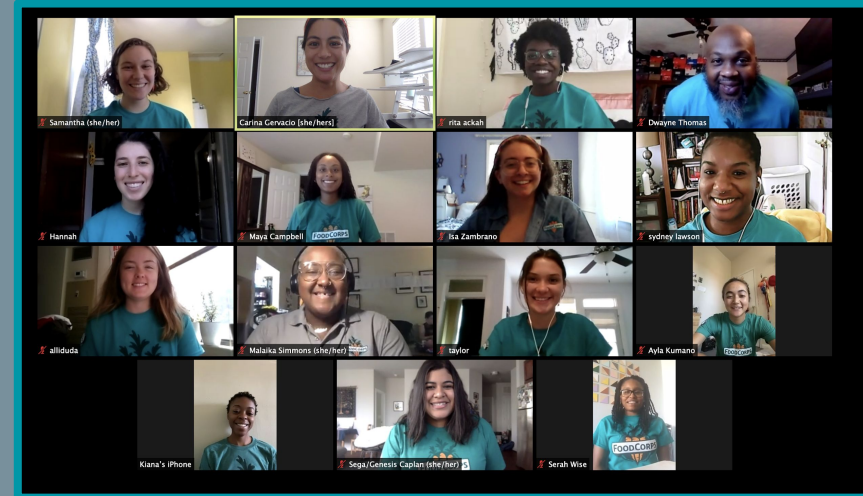 Samantha (she/her)
Carina Gervacio [she/hers]
rita ackah
Dwayne Thomas
Hannah
Maya Campbell
FOODCORPS
Isa Zambrano
sydney lawson
alliduda
Malaika Simmons (she/her)
taylor
Ayla Kumano
FOODCORPS
Kiana's iPhone
Sega/Genesis Caplan (she/her)
Serah Wise
FOODCORPS